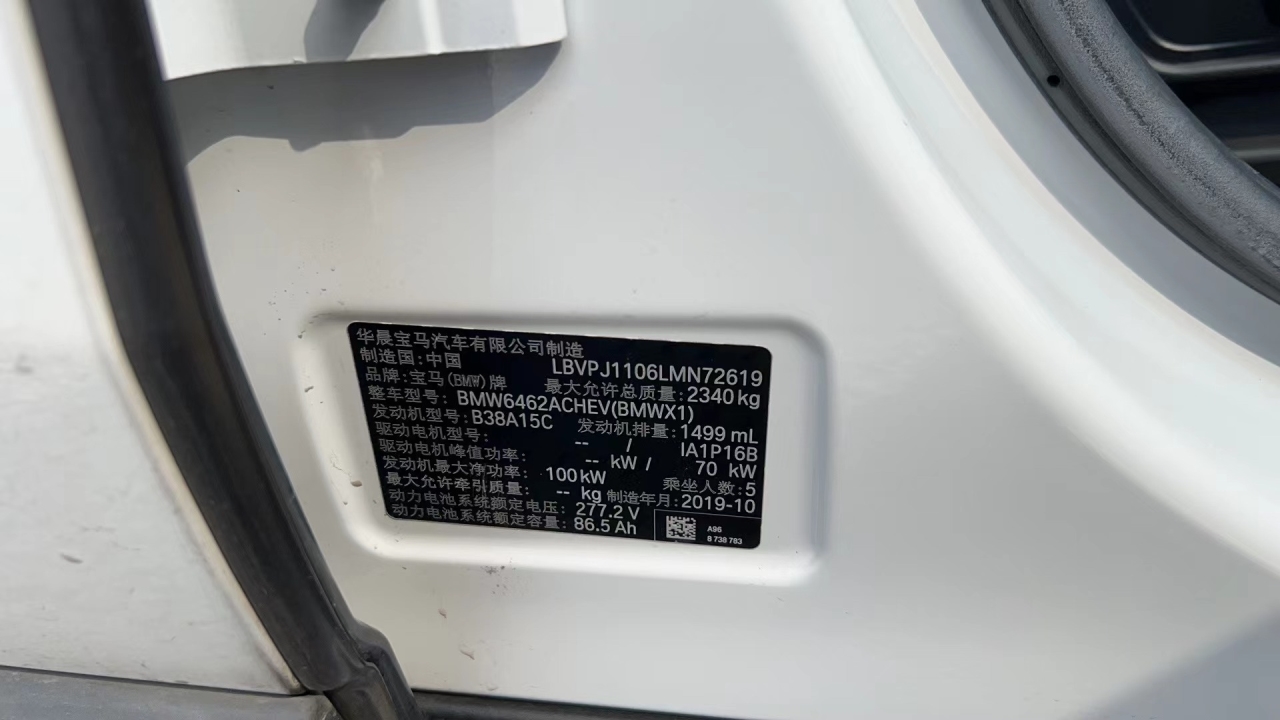 华晨宝马汽车有限公司制造
制造国:中国 LBVPJ1106LMN72619
品牌:宝马(BMW)牌 最大允许总质量:2340kg
整车型号:BMW6462ACHEV(BMWX1)
发动机型号:B38A15C 发动机排量:1499 mL
驱动电机型号: -- / IA1P16B
驱动电机峰值功率: -- kW / 70 kW
发动机最大净功率: 100kW 乘坐人数:5
最大允许牵引质量: -- kg 制造年月:2019-10
动力电池系统额定电压: 277.2 V
动力电池系统额定容量: 86.5 Ah
A96
8 738 783